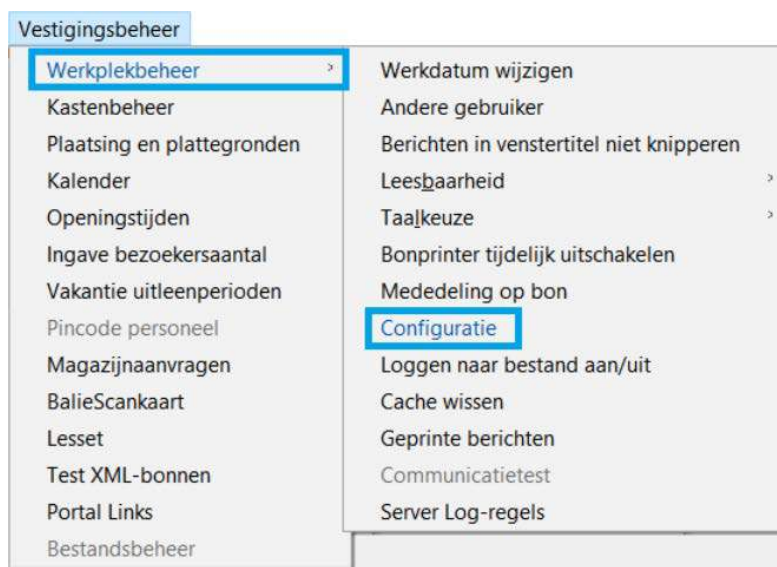 Vestigingsbeheer
Werkplekbeheer
Kastenbeheer
Plaatsing en plattegronden
Kalender
Openingstijden
Ingave bezoekersaantal
Vakantie uitleenperioden
Pincode personeel
Magazijnaanvragen
BalieScankaart
Lesset
Test XML-bonnen
Portal Links
Bestandsbeheer
Werkdatum wijzigen
Andere gebruiker
Berichten in venstertitel niet knipperen
Leesbaarheid
Taalkeuze
Bonprinter tijdelijk uitschakelen
Mededeling op bon
Configuratie
Loggen naar bestand aan/uit
Cache wissen
Geprinte berichten
Communicatietest
Server Log-regels